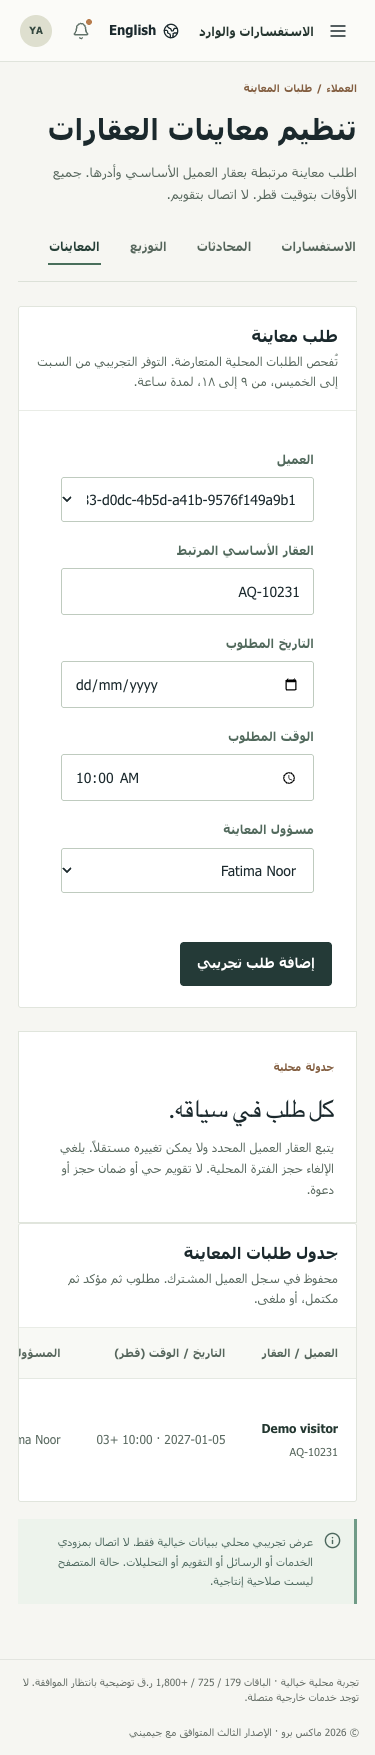 الاستفسارات والوارد
English
YA
العملاء / طلبات المعاينة
تنظيم معاينات العقارات
اطلب معاينة مرتبطة بعقار العميل الأساسي وأدرها. جميع
الأوقات بتوقيت قطر. لا اتصال بتقويم.
الاستفسارات
المحادثات
التوزيع
المعاينات
طلب معاينة
تُفحص الطلبات المحلية المتعارضة. التوفر التجريبي من السبت
إلى الخميس، من ٩ إلى ١٨، لمدة ساعة.
العميل
33-d0dc-4b5d-a41b-9576f149a9b1
العقار الأساسي المرتبط
AQ-10231
التاريخ المطلوب
dd/mm/yyyy
الوقت المطلوب
10:00 AM
مسؤول المعاينة
Fatima Noor
إضافة طلب تجريبي
جدولة محلية
كل طلب في سياقه.
يتبع العقار العميل المحدد ولا يمكن تغييره مستقلاً. يلغي
الإلغاء حجز الفترة المحلية. لا تقويم حي أو ضمان حجز أو
دعوة.
جدول طلبات المعاينة
محفوظ في سجل العميل المشترك. مطلوب ثم مؤكد ثم
مكتمل، أو ملغى.
العميل / العقار
التاريخ / الوقت (قطر)
المسؤول
Demo visitor
AQ-10231
2027-01-05 · 10:00 +03
ma Noor
عرض تجريبي محلي ببيانات خيالية فقط. لا اتصال بمزودي
الخدمات أو الرسائل أو التقويم أو التحليلات. حالة المتصفح
ليست صلاحية إنتاجية.
تجربة محلية خيالية · الباقات 179 / 725 / +1,800 ر.ق توضيحية بانتظار الموافقة. لا
توجد خدمات خارجية متصلة.
© 2026 ماكس برو · الإصدار الثالث المتوافق مع جيميني